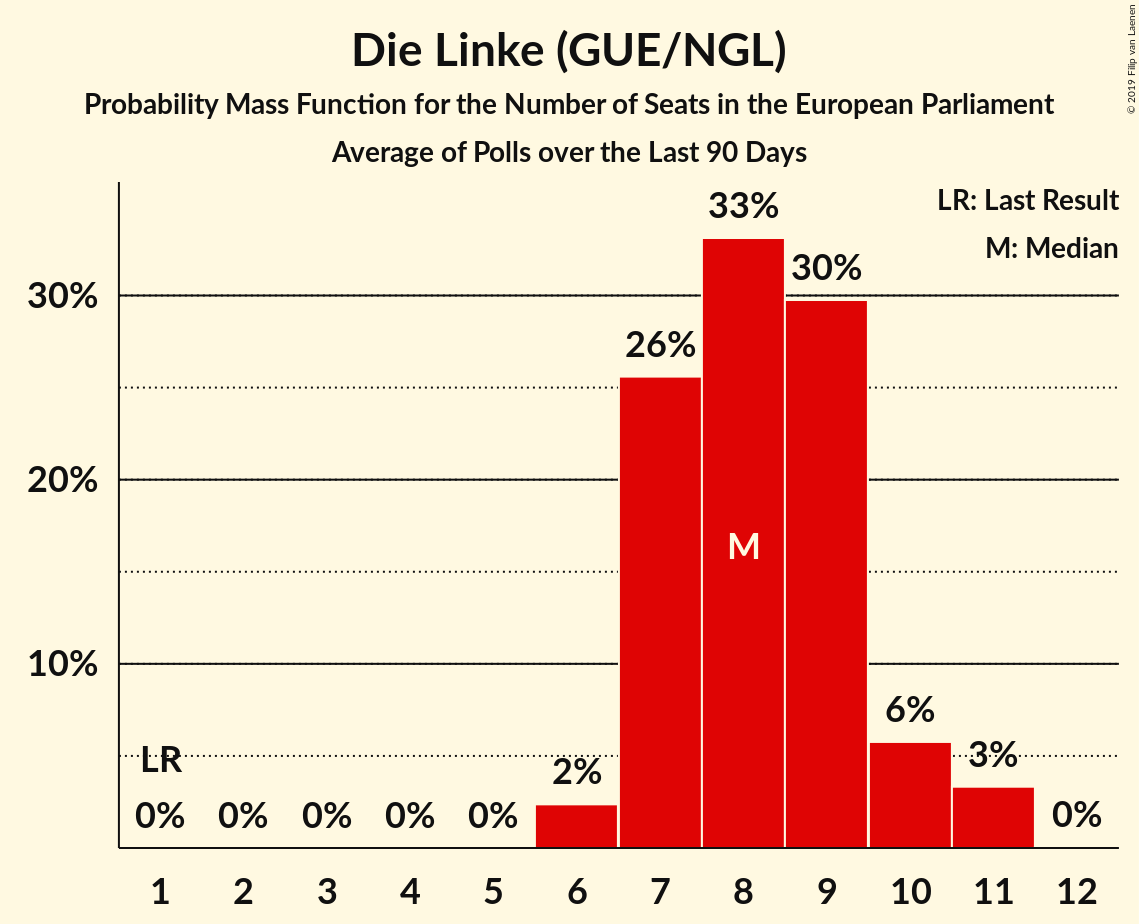 Die Linke (GUE/NGL)
Probability Mass Function for the Number of Seats in the European Parliament
Average of Polls over the Last 90 Days
© 2019 Filip van Laenen
LR: Last Result
M: Median
33%
30%
26%
30%
20%
10%
M
LR
0%
0%
0%
0%
0%
2%
6%
3%
0%
1 2 3 4 5 6 7 8 9 10 11 12